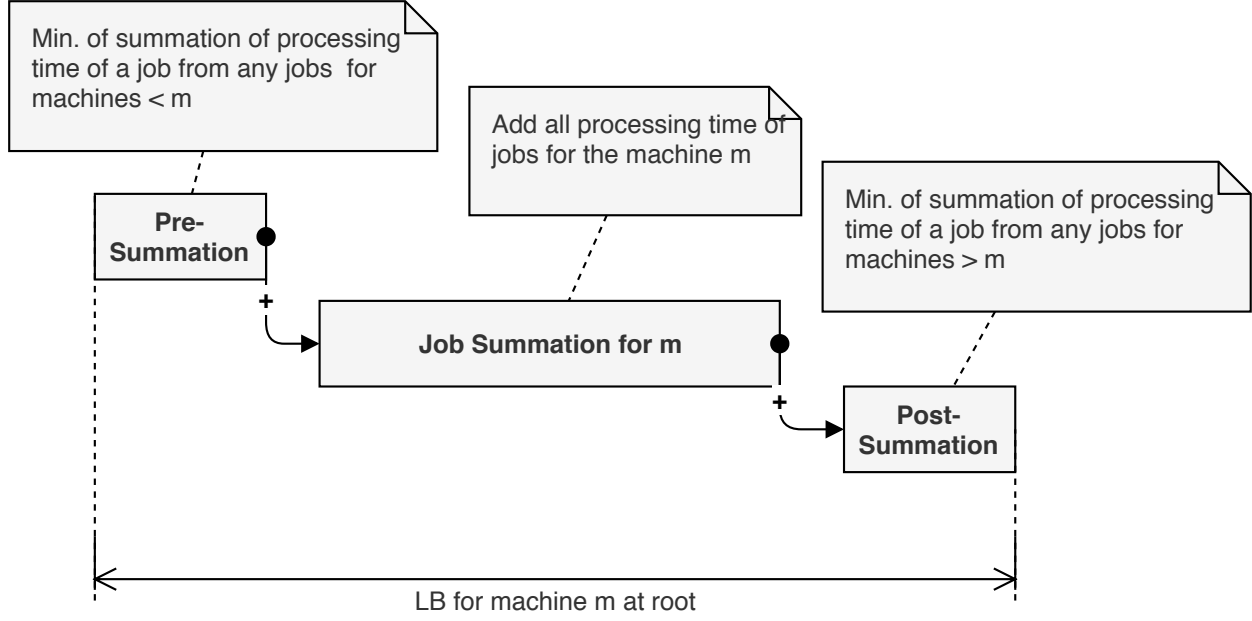 Min. of summation of processing
time of a job from any jobs  for
machines < m
Add all processing time of
jobs for the machine m
Min. of summation of processing
time of a job from any jobs for
machines > m
Pre-
Summation
+
Job Summation for m
+
Post-
Summation
LB for machine m at root